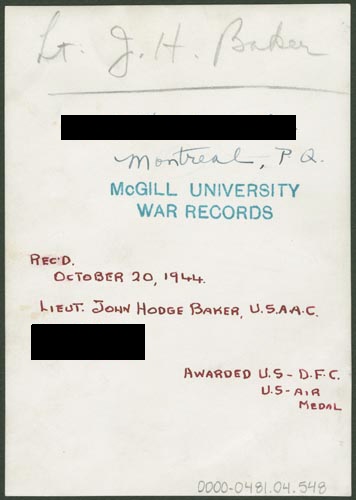 Lt. J. H. Baker
Montreal, P.Q.
McGILL UNIVERSITY
WAR RECORDS
REC'D.
OCTOBER 20, 1944.
LIEUT. JOHN HODGE BAKER, U.S.A.A.C.
AWARDED U.S - D.F.C.
U.S - AIR
MEDAL
0000-0481.04.548